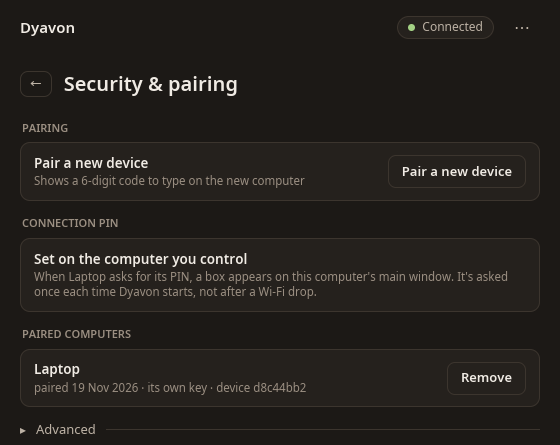 Dyavon
Connected
...
←
Security & pairing
PAIRING
Pair a new device
Shows a 6-digit code to type on the new computer
Pair a new device
CONNECTION PIN
Set on the computer you control
When Laptop asks for its PIN, a box appears on this computer's main window. It's asked
once each time Dyavon starts, not after a Wi-Fi drop.
PAIRED COMPUTERS
Laptop
paired 19 Nov 2026 · its own key · device d8c44bb2
Remove
▸ Advanced